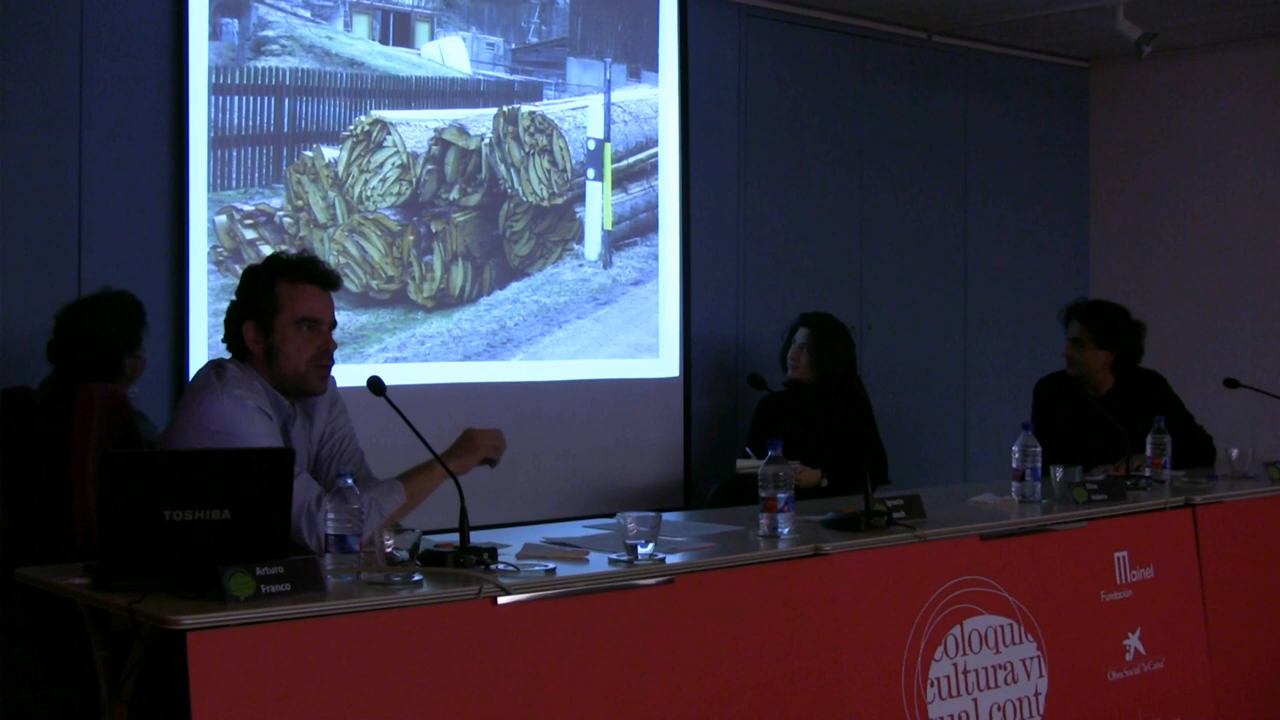 TOSHIBA
Arturo
Franco
Mainel
Fundación
Obra Social "la Caixa"
coloquio
cultura vi
ual cont